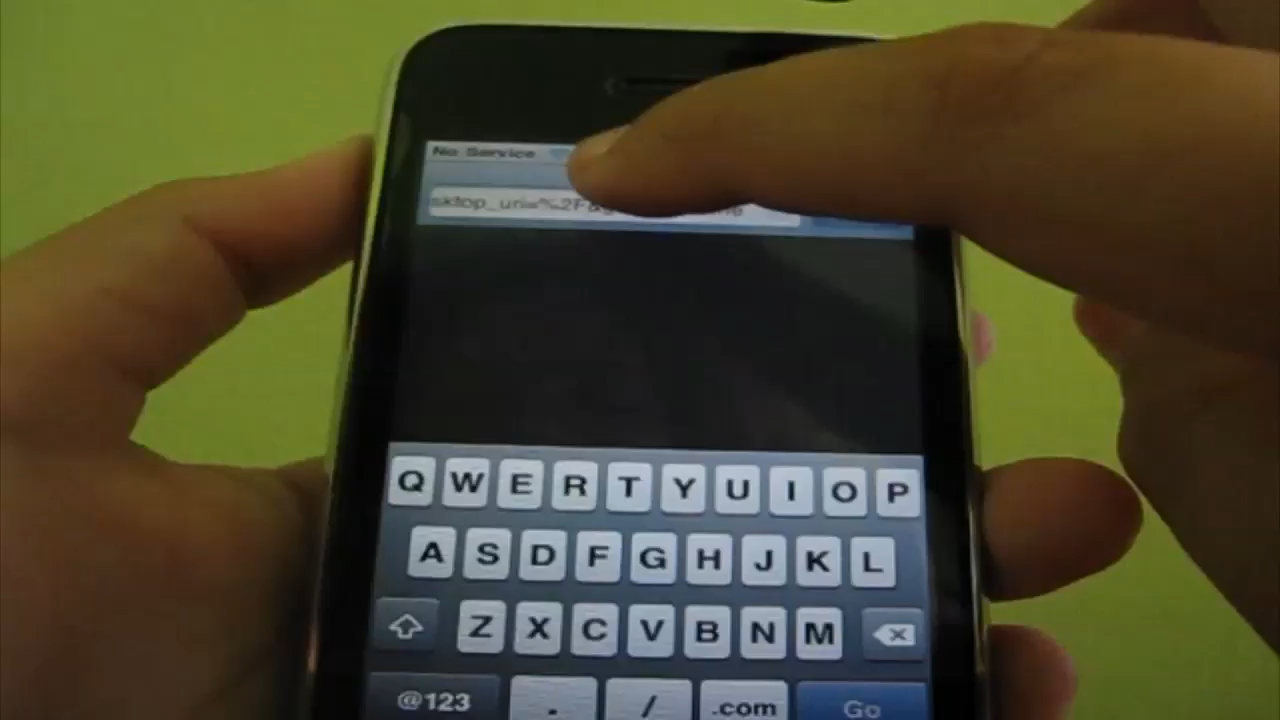 No Service
sktop_uri=%2F&g
Q W E R T Y U I O P
A S D F G H J K L
Z X C V B N M
@123 . / .com Go